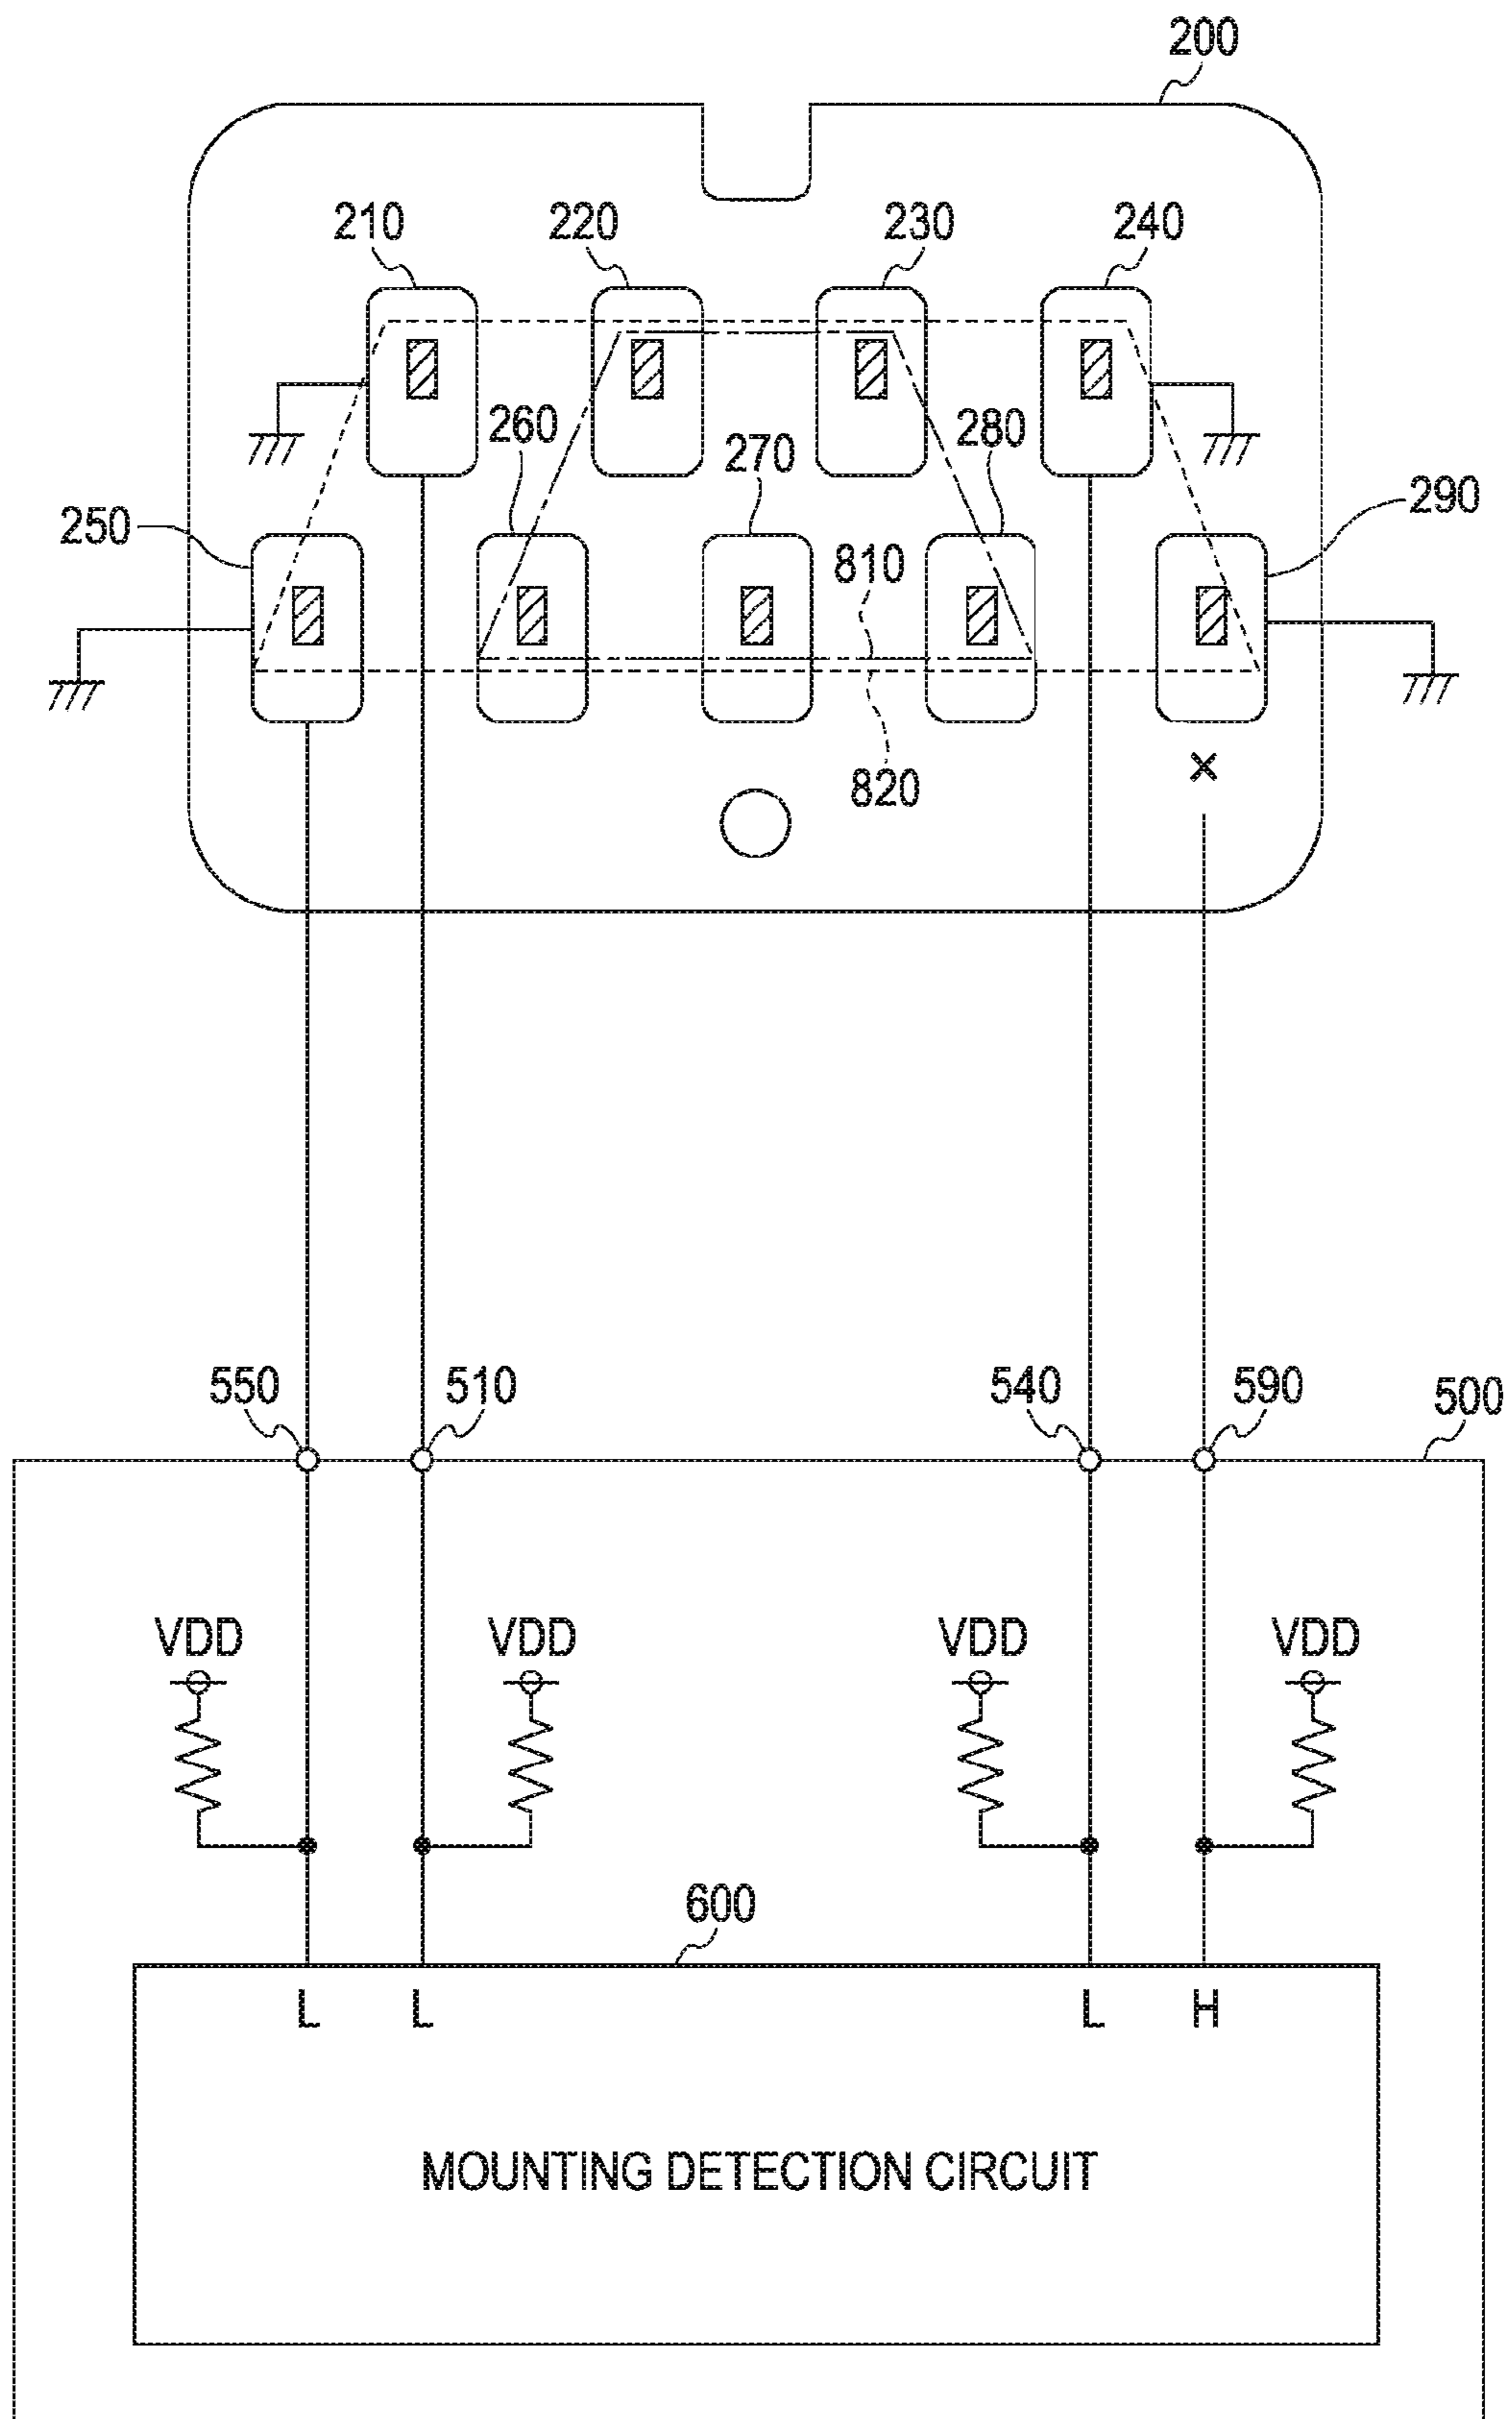 200
210 220 230 240
260 270 280
250 290
810
820
×
550 510 540 590 500
VDD VDD VDD VDD
600
L L L H
MOUNTING DETECTION CIRCUIT